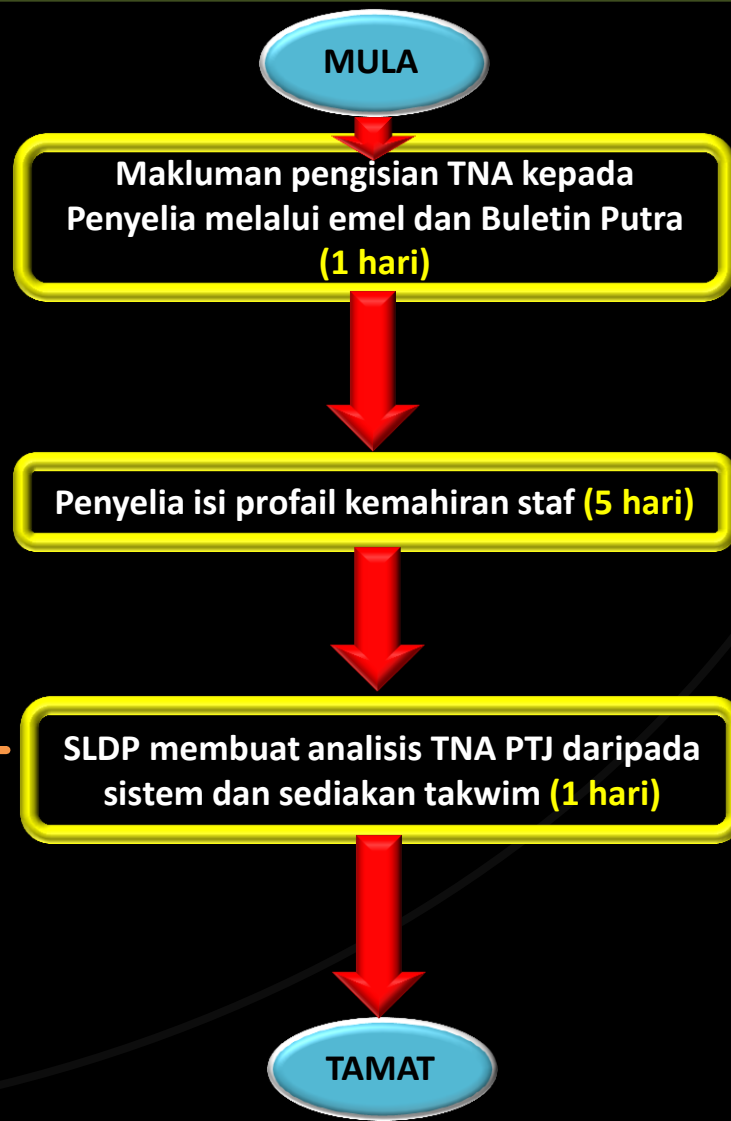 MULA
Makluman pengisian TNA kepada
Penyelia melalui emel dan Buletin Putra
(1 hari)
Penyelia isi profail kemahiran staf (5 hari)
SLDP membuat analisis TNA PTJ daripada
sistem dan sediakan takwim (1 hari)
TAMAT